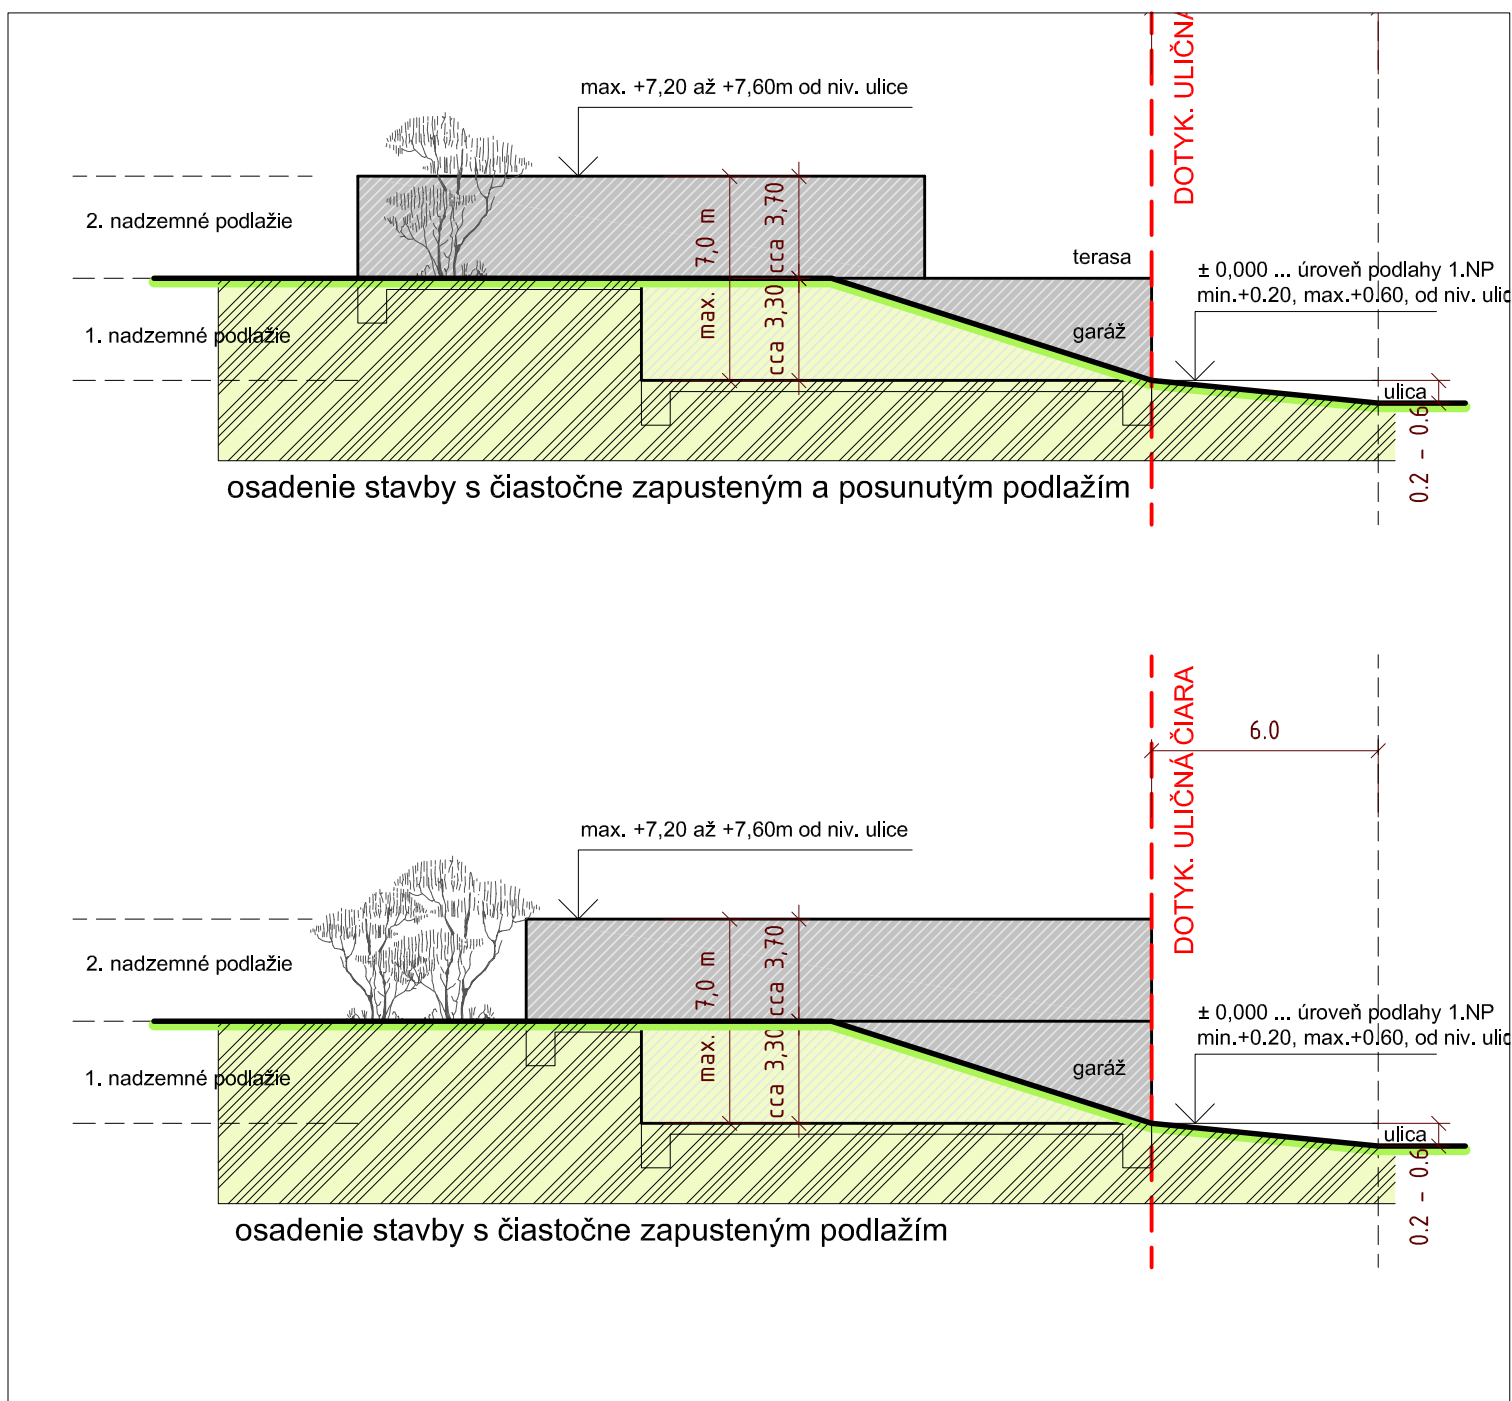 DOTYK. ULIČNÁ
max. +7,20 až +7,60m od niv. ulice
2. nadzemné podlažie
max. 7,0 m
cca 3,70
terasa
± 0,000 ... úroveň podlahy 1.NP
min.+0.20, max.+0.60, od niv. ulic
1. nadzemné podlažie
cca 3,30
garáž
ulica
0.2 - 0.6
osadenie stavby s čiastočne zapusteným a posunutým podlažím
DOTYK. ULIČNÁ ČIARA
6.0
max. +7,20 až +7,60m od niv. ulice
2. nadzemné podlažie
max. 7,0 m
cca 3,70
± 0,000 ... úroveň podlahy 1.NP
min.+0.20, max.+0.60, od niv. ulic
1. nadzemné podlažie
cca 3,30
garáž
ulica
0.2 - 0.6
osadenie stavby s čiastočne zapusteným podlažím